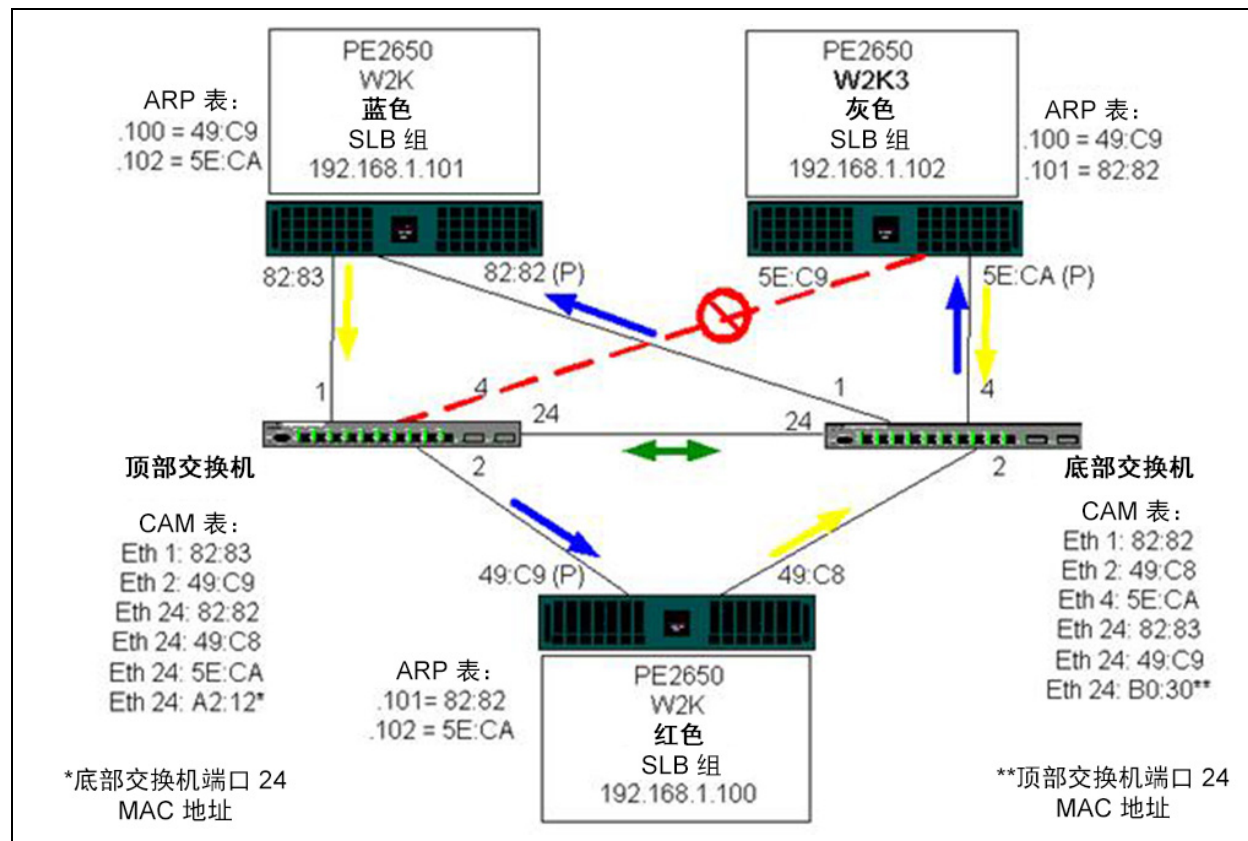 PE2650
W2K
蓝色
SLB 组
192.168.1.101
ARP 表：
.100 = 49:C9
.102 = 5E:CA
PE2650
W2K3
灰色
SLB 组
192.168.1.102
ARP 表：
.100 = 49:C9
.101 = 82:82
82:83
82:82 (P)
5E:C9
5E:CA (P)
1
4
24
2
24
1
4
2
顶部交换机
CAM 表：
Eth 1: 82:83
Eth 2: 49:C9
Eth 24: 82:82
Eth 24: 49:C8
Eth 24: 5E:CA
Eth 24: A2:12*
底部交换机
CAM 表：
Eth 1: 82:82
Eth 2: 49:C8
Eth 4: 5E:CA
Eth 24: 82:83
Eth 24: 49:C9
Eth 24: B0:30**
49:C9 (P)
49:C8
ARP 表：
.101= 82:82
.102 = 5E:CA
PE2650
W2K
红色
SLB 组
192.168.1.100
*底部交换机端口 24
MAC 地址
**顶部交换机端口 24
MAC 地址